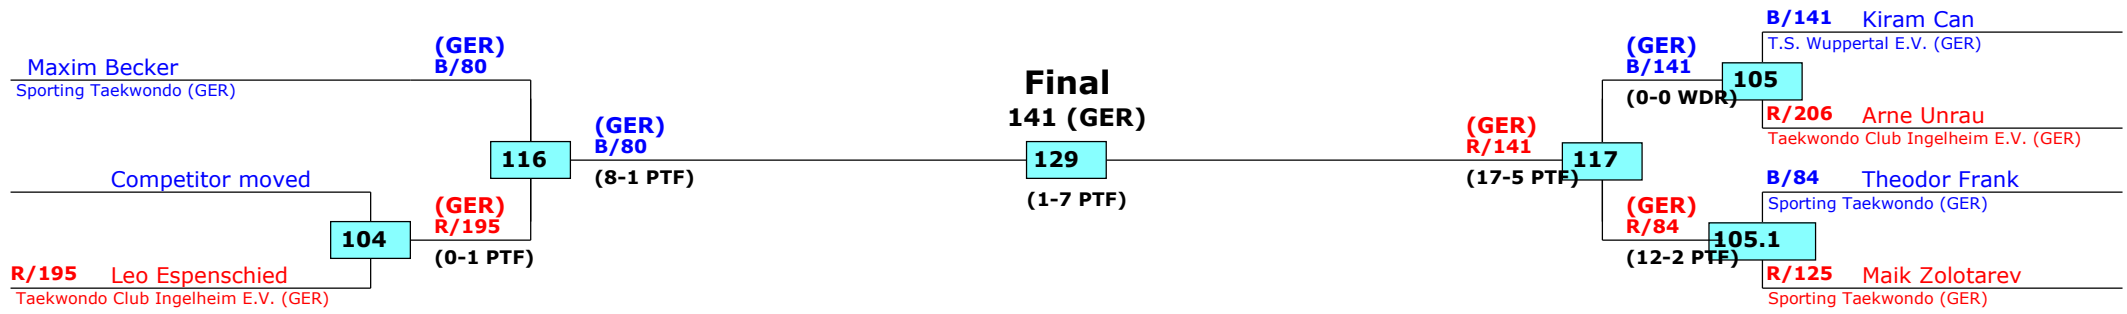 Maxim Becker
Sporting Taekwondo (GER)
(GER)
B/80
Competitor moved
104
R/195 Leo Espenschied
Taekwondo Club Ingelheim E.V. (GER)
(GER)
R/195
(0-1 PTF)
116
(GER)
B/80
(8-1 PTF)
Final
141 (GER)
129
(1-7 PTF)
(GER)
R/141
(17-5 PTF)
117
(GER)
B/141
(0-0 WDR)
105
B/141 Kiram Can
T.S. Wuppertal E.V. (GER)
R/206 Arne Unrau
Taekwondo Club Ingelheim E.V. (GER)
(GER)
R/84
(12-2 PTF)
105.1
B/84 Theodor Frank
Sporting Taekwondo (GER)
R/125 Maik Zolotarev
Sporting Taekwondo (GER)